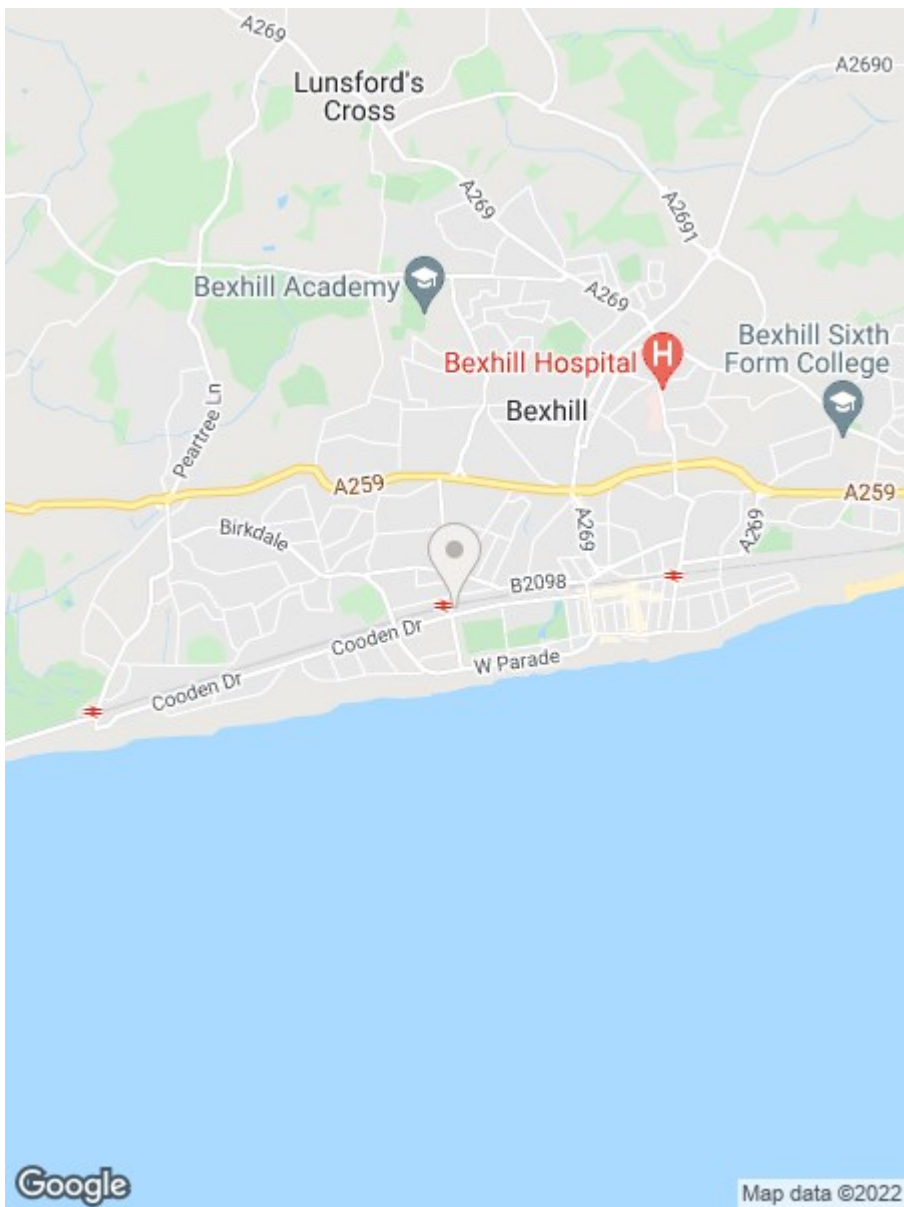 A269
A2690
Lunsford's
Cross
A269
A2691
Bexhill Academy
A269
Bexhill Sixth
Form College
Bexhill Hospital
H
Bexhill
Peartree Ln
A259
A259
Birkdale
A269
A269
B2098
Cooden Dr
W Parade
Cooden Dr
Google
Map data ©2022